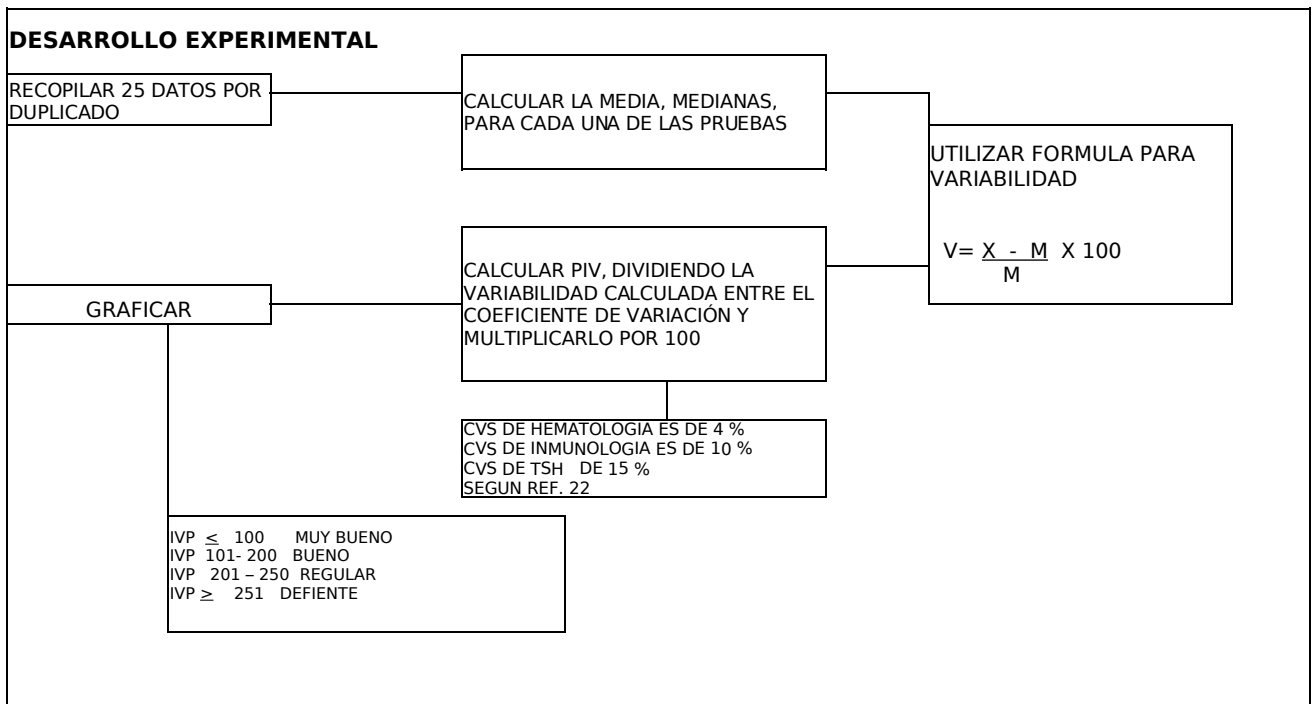 DESARROLLO EXPERIMENTAL
RECOPILAR 25 DATOS POR
DUPLICADO
CALCULAR LA MEDIA, MEDIANAS,
PARA CADA UNA DE LAS PRUEBAS
UTILIZAR FORMULA PARA
VARIABILIDAD
V= X - M X 100
M
CALCULAR PIV, DIVIDIENDO LA
VARIABILIDAD CALCULADA ENTRE EL
COEFICIENTE DE VARIACIÓN Y
MULTIPLICARLO POR 100
GRAFICAR
CVS DE HEMATOLOGIA ES DE 4 %
CVS DE INMUNOLOGIA ES DE 10 %
CVS DE TSH DE 15 %
SEGUN REF. 22
IVP ≤ 100 MUY BUENO
IVP 101- 200 BUENO
IVP 201 – 250 REGULAR
IVP ≥ 251 DEFIENTE